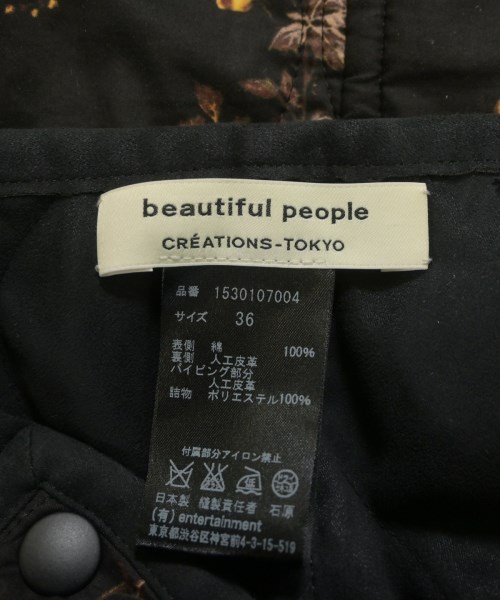 beautiful people
CRÉATIONS-TOKYO
品番 1530107004
サイズ 36
表側 綿 100%
裏側 人工皮革
パイピング部分
人工皮革
詰物 ポリエステル100%
付属部分アイロン禁止
日本製 縫製責任者 石原
(有) entertainment
東京都渋谷区神宮前4-3-15-519